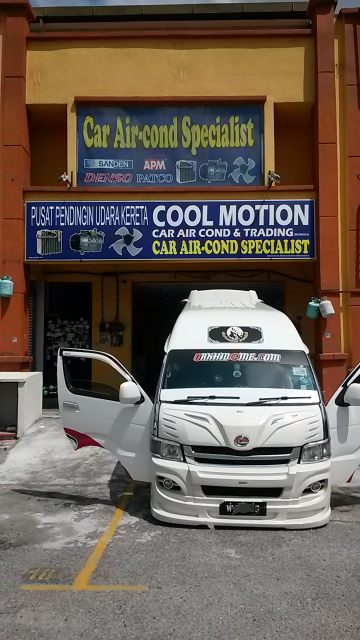 Car Air-cond Specialist
SANDEN APM
DENSO PATCO
PUSAT PENDINGIN UDARA KERETA COOL MOTION
CAR AIR COND & TRADING
CAR AIR-COND SPECIALIST